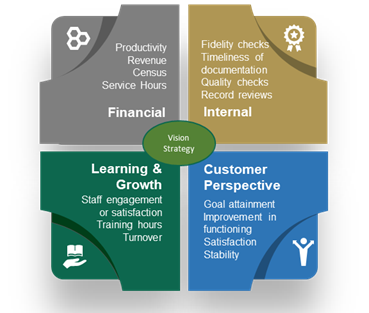 Productivity
Revenue
Census
Service Hours
Financial
Fidelity checks
Timeliness of
documentation
Quality checks
Record reviews
Internal
Vision
Strategy
Learning &
Growth
Staff engagement
or satisfaction
Training hours
Turnover
Customer
Perspective
Goal attainment
Improvement in
functioning
Satisfaction
Stability